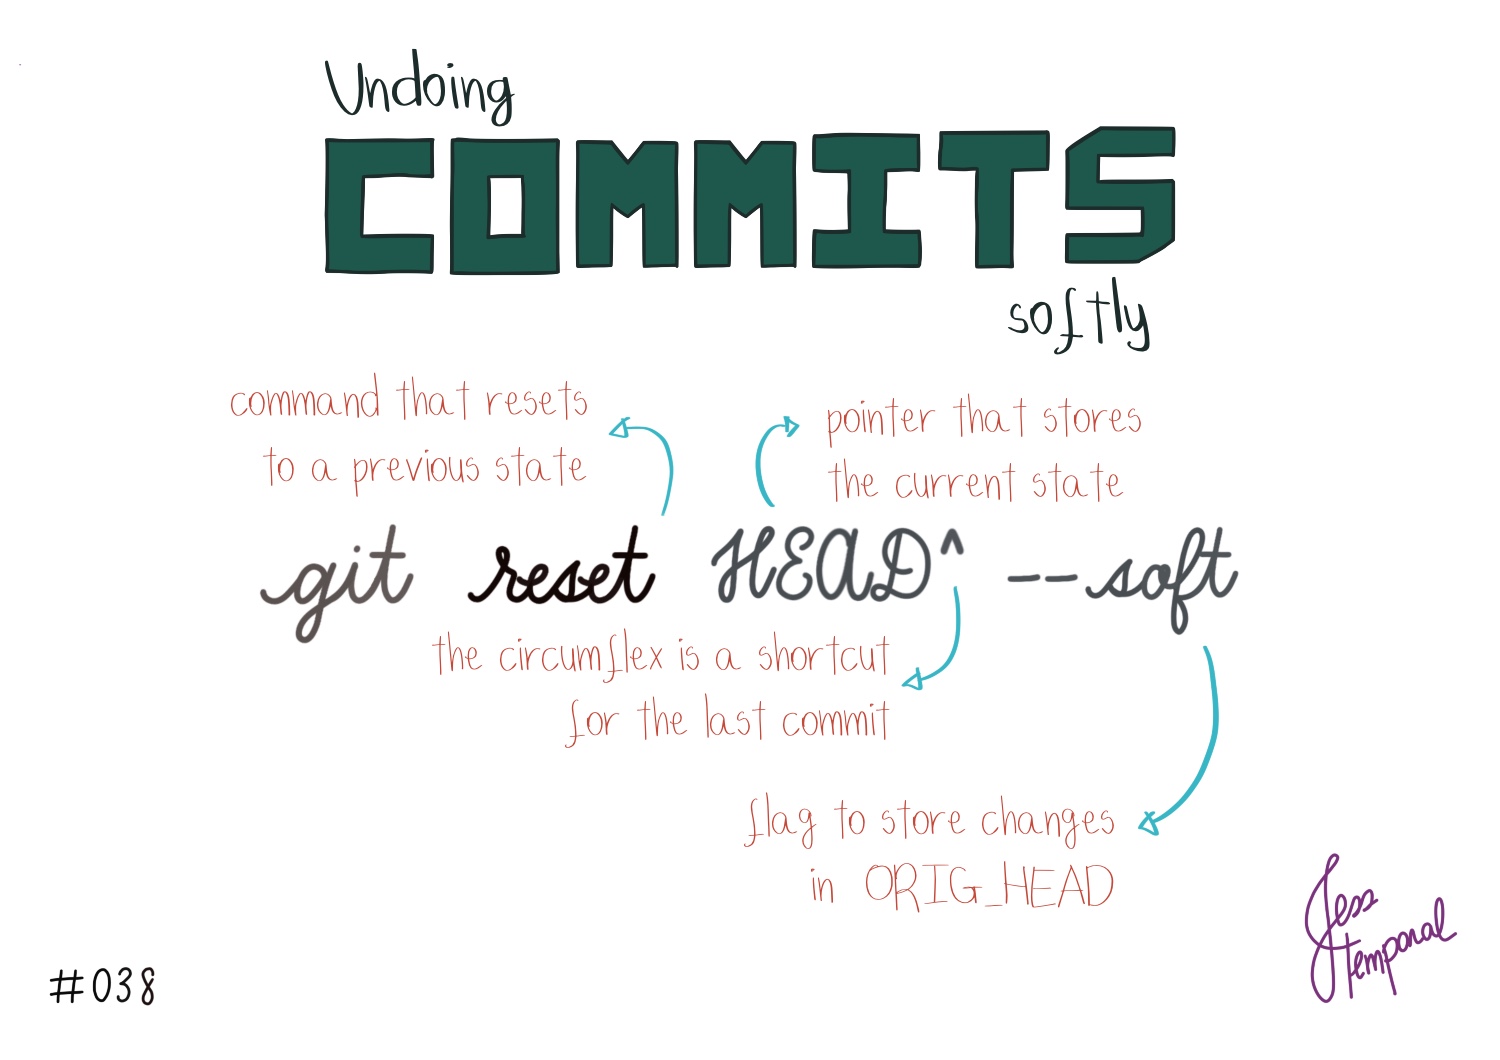 Undoing
COMMITS
softly
command that resets
to a previous state
pointer that stores
the current state
git reset HEAD^ --soft
the circumflex is a shortcut
for the last commit
flag to store changes
in ORIG_HEAD
Jess
temporal
#038